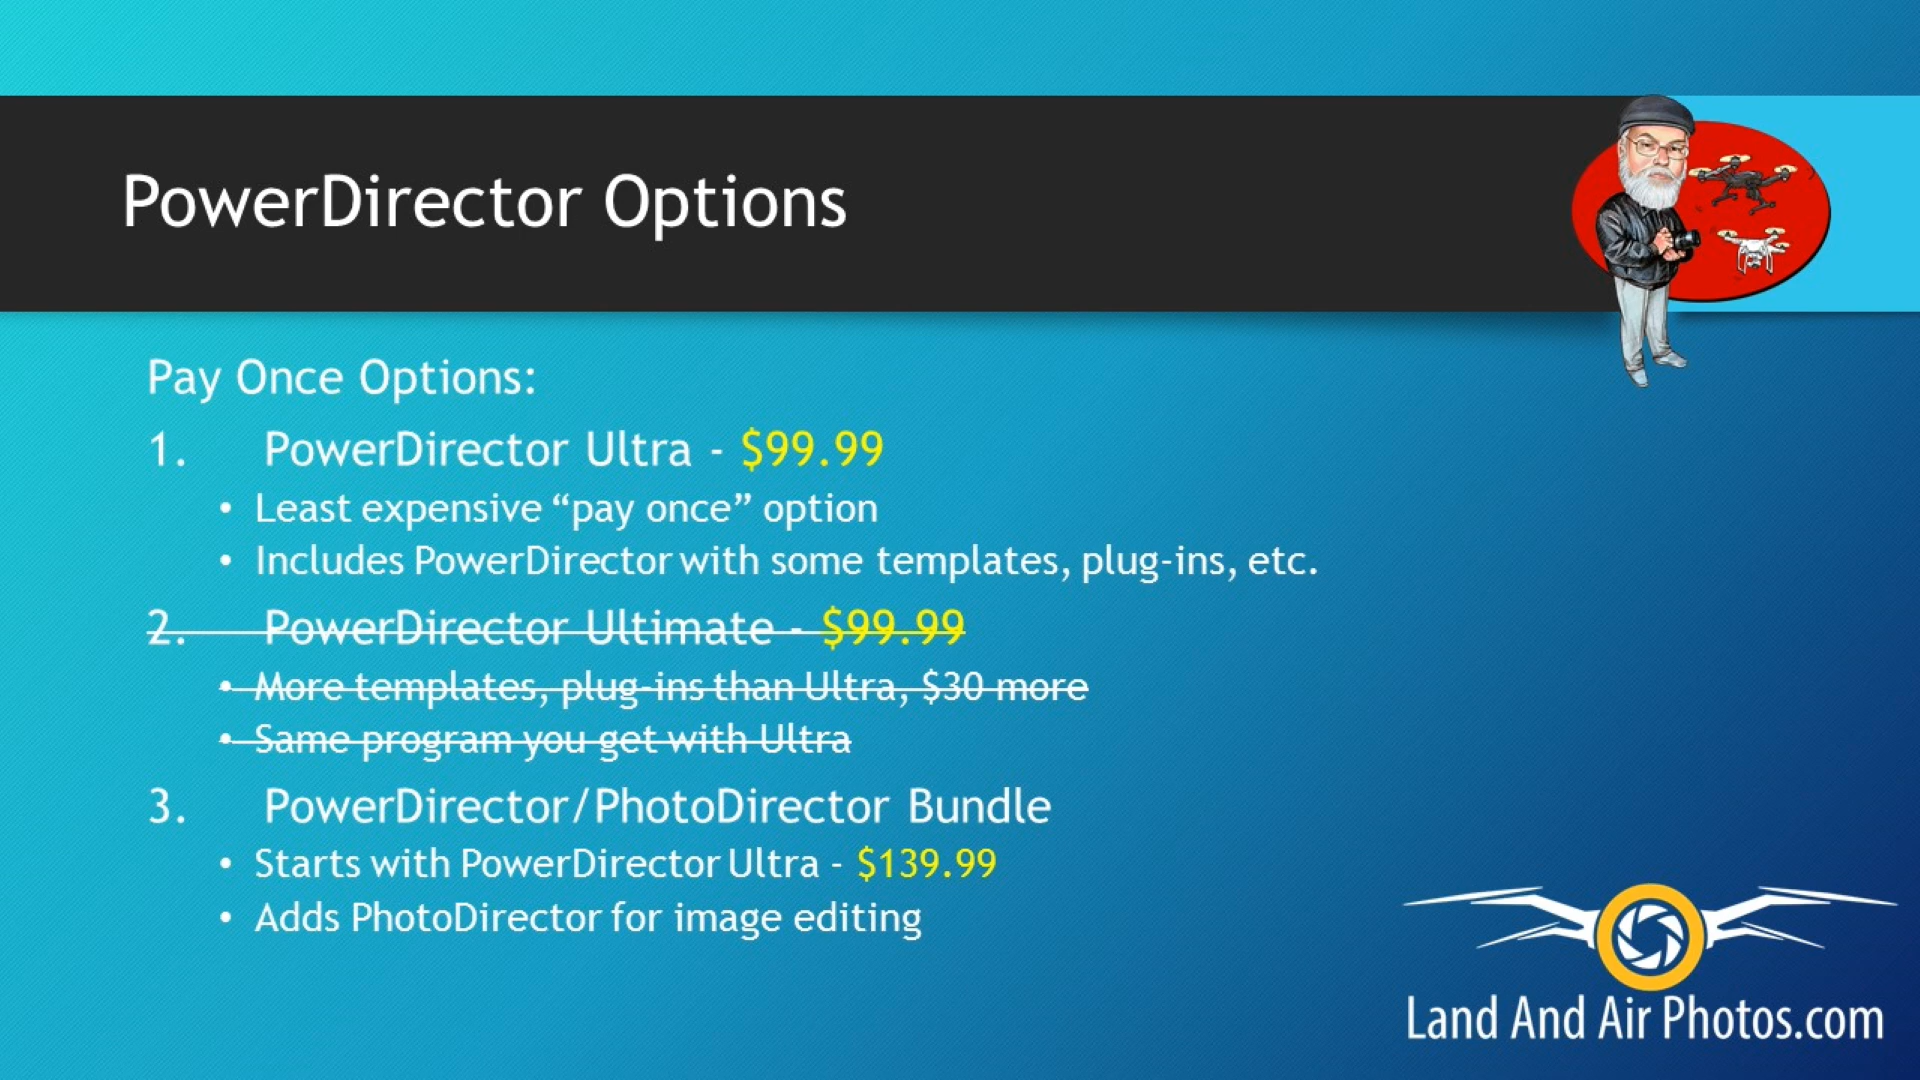 PowerDirector Options
Pay Once Options:
1. PowerDirector Ultra - $99.99
• Least expensive “pay once” option
• Includes PowerDirector with some templates, plug-ins, etc.
2. PowerDirector Ultimate - $99.99
• More templates, plug-ins than Ultra, $30 more
• Same program you get with Ultra
3. PowerDirector/PhotoDirector Bundle
• Starts with PowerDirector Ultra - $139.99
• Adds PhotoDirector for image editing
Land And Air Photos.com